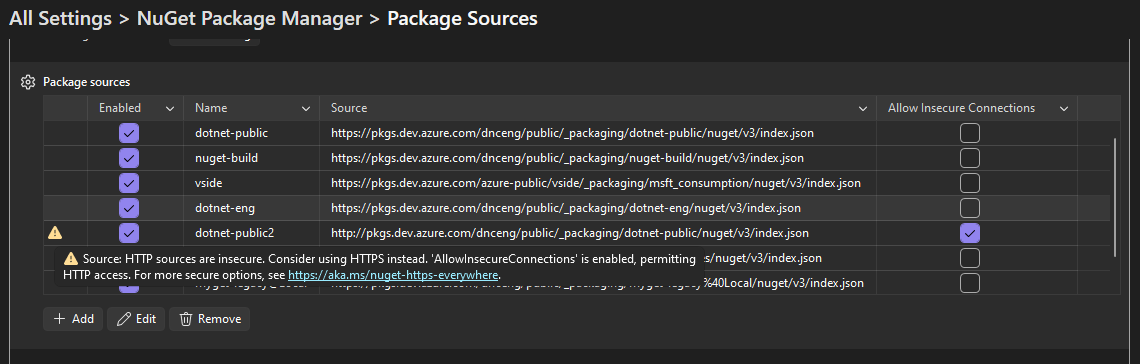 All Settings > NuGet Package Manager > Package Sources
Package sources
Enabled Name Source Allow Insecure Connections
dotnet-public https://pkgs.dev.azure.com/dnceng/public/_packaging/dotnet-public/nuget/v3/index.json
nuget-build https://pkgs.dev.azure.com/dnceng/public/_packaging/nuget-build/nuget/v3/index.json
vside https://pkgs.dev.azure.com/azure-public/vside/_packaging/msft_consumption/nuget/v3/index.json
dotnet-eng https://pkgs.dev.azure.com/dnceng/public/_packaging/dotnet-eng/nuget/v3/index.json
dotnet-public2 http://pkgs.dev.azure.com/dnceng/public/_packaging/dotnet-public/nuget/v3/index.json
Source: HTTP sources are insecure. Consider using HTTPS instead. 'AllowInsecureConnections' is enabled, permitting
HTTP access. For more secure options, see https://aka.ms/nuget-https-everywhere.
es/nuget/v3/index.json
%40Local/nuget/v3/index.json
Add Edit Remove